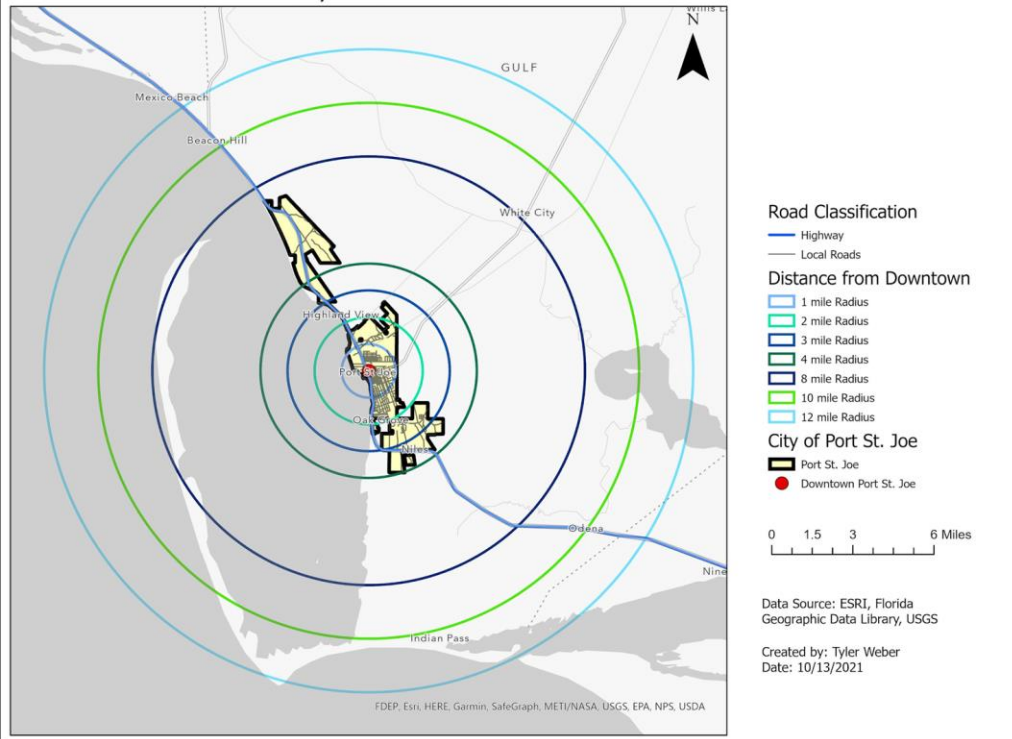 N
GULF
Mexico Beach
Beacon Hill
White City
Highland View
Port St Joe
Oak Grove
Niles
Odena
Indian Pass
FDEP, Esri, HERE, Garmin, SafeGraph, METI/NASA, USGS, EPA, NPS, USDA
Road Classification
Highway
Local Roads
Distance from Downtown
1 mile Radius
2 mile Radius
3 mile Radius
4 mile Radius
8 mile Radius
10 mile Radius
12 mile Radius
City of Port St. Joe
Port St. Joe
Downtown Port St. Joe
0 1.5 3 6 Miles
Data Source: ESRI, Florida
Geographic Data Library, USGS
Created by: Tyler Weber
Date: 10/13/2021